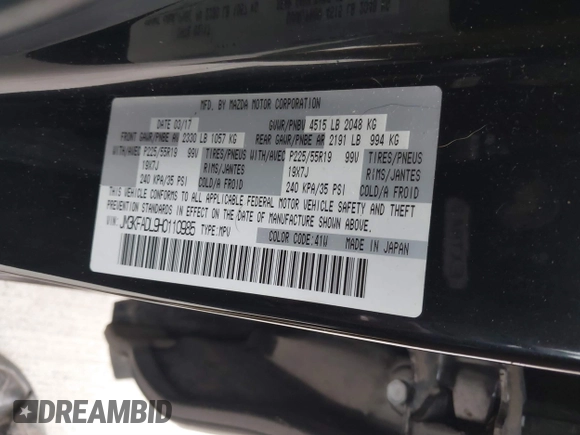 MFD. BY MAZDA MOTOR CORPORATION
DATE 03/17 GVWR/PNBV 4515 LB 2048 KG
FRONT GAWR/PNBE AV 2330 LB 1057 KG REAR GAWR/PNBE AR 2191 LB 994 KG
WITH/AVEC P225/55R19 99V TIRES/PNEUS WITH/AVEC P225/55R19 99V TIRES/PNEUS
19X7J RIMS/JANTES 19X7J RIMS/JANTES
240 KPA/35 PSI COLD/A FROID 240 KPA/35 PSI COLD/A FROID
THIS VEHICLE CONFORMS TO ALL APPLICABLE FEDERAL MOTOR VEHICLE SAFETY AND THEFT
PREVENTION STANDARDS IN EFFECT ON THE DATE OF MANUFACTURE SHOWN ABOVE.
JM3KFADL9H0110985 TYPE:MPV
COLOR CODE:41W MADE IN JAPAN
DREAMBID